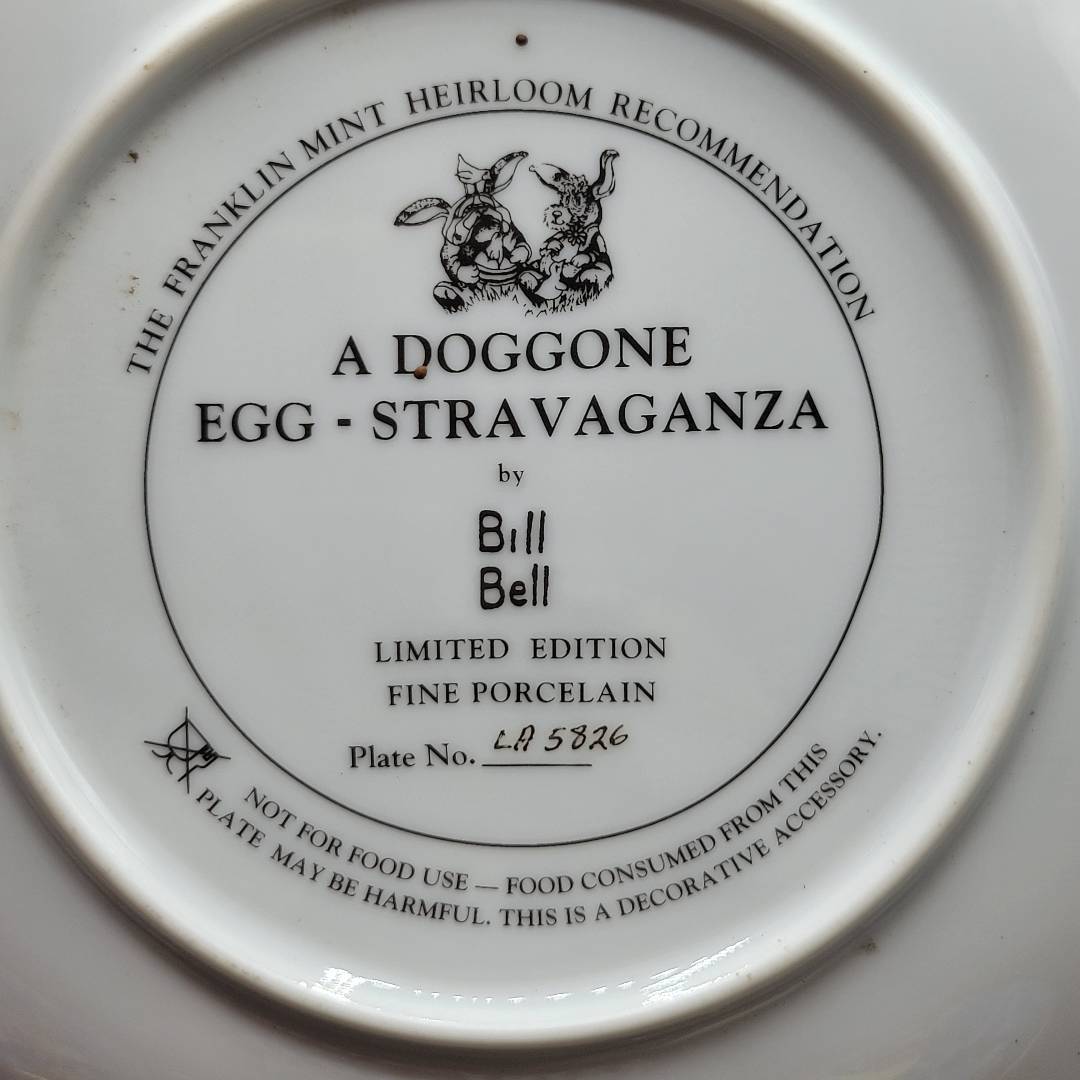 THE FRANKLIN MINT HEIRLOOM RECOMMENDATION
A DOGGONE
EGG - STRAVAGANZA
by
Bill
Bell
LIMITED EDITION
FINE PORCELAIN
Plate No. LA 5826
NOT FOR FOOD USE — FOOD CONSUMED FROM THIS
PLATE MAY BE HARMFUL. THIS IS A DECORATIVE ACCESSORY.